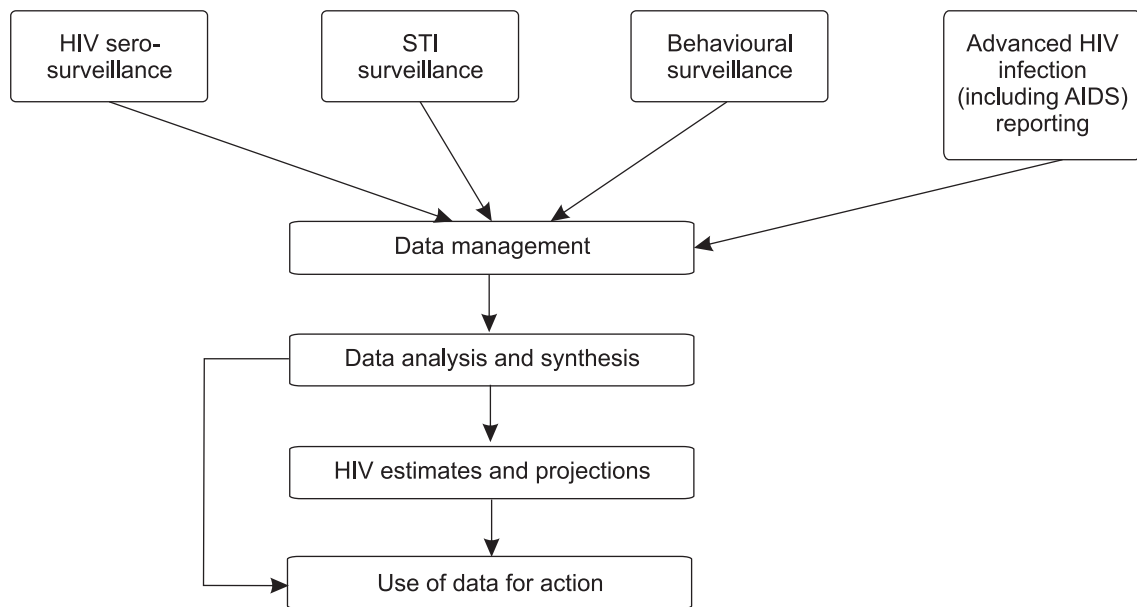 HIV sero-
surveillance
STI
surveillance
Behavioural
surveillance
Advanced HIV
infection
(including AIDS)
reporting
Data management
Data analysis and synthesis
HIV estimates and projections
Use of data for action